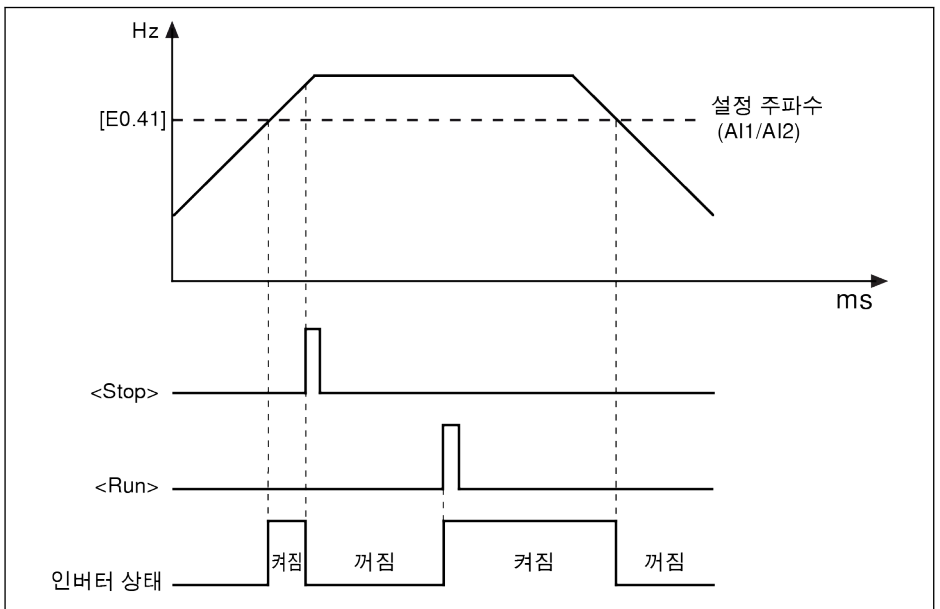 Hz
[E0.41]
설정 주파수
(AI1/AI2)
ms
<Stop>
<Run>
인버터 상태
켜짐
꺼짐
켜짐
꺼짐